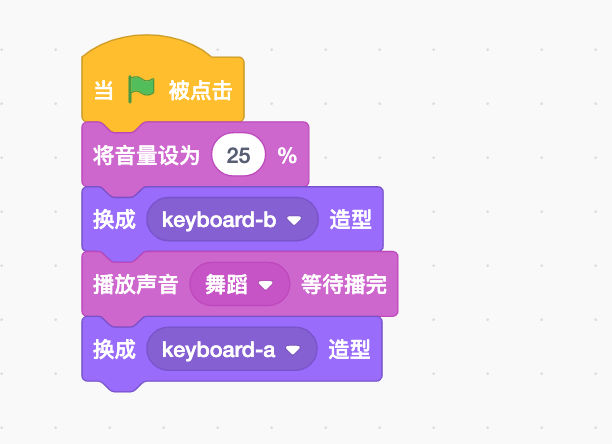 当 被点击
将音量设为 25 %
换成 keyboard-b 造型
播放声音 舞蹈 等待播完
换成 keyboard-a 造型